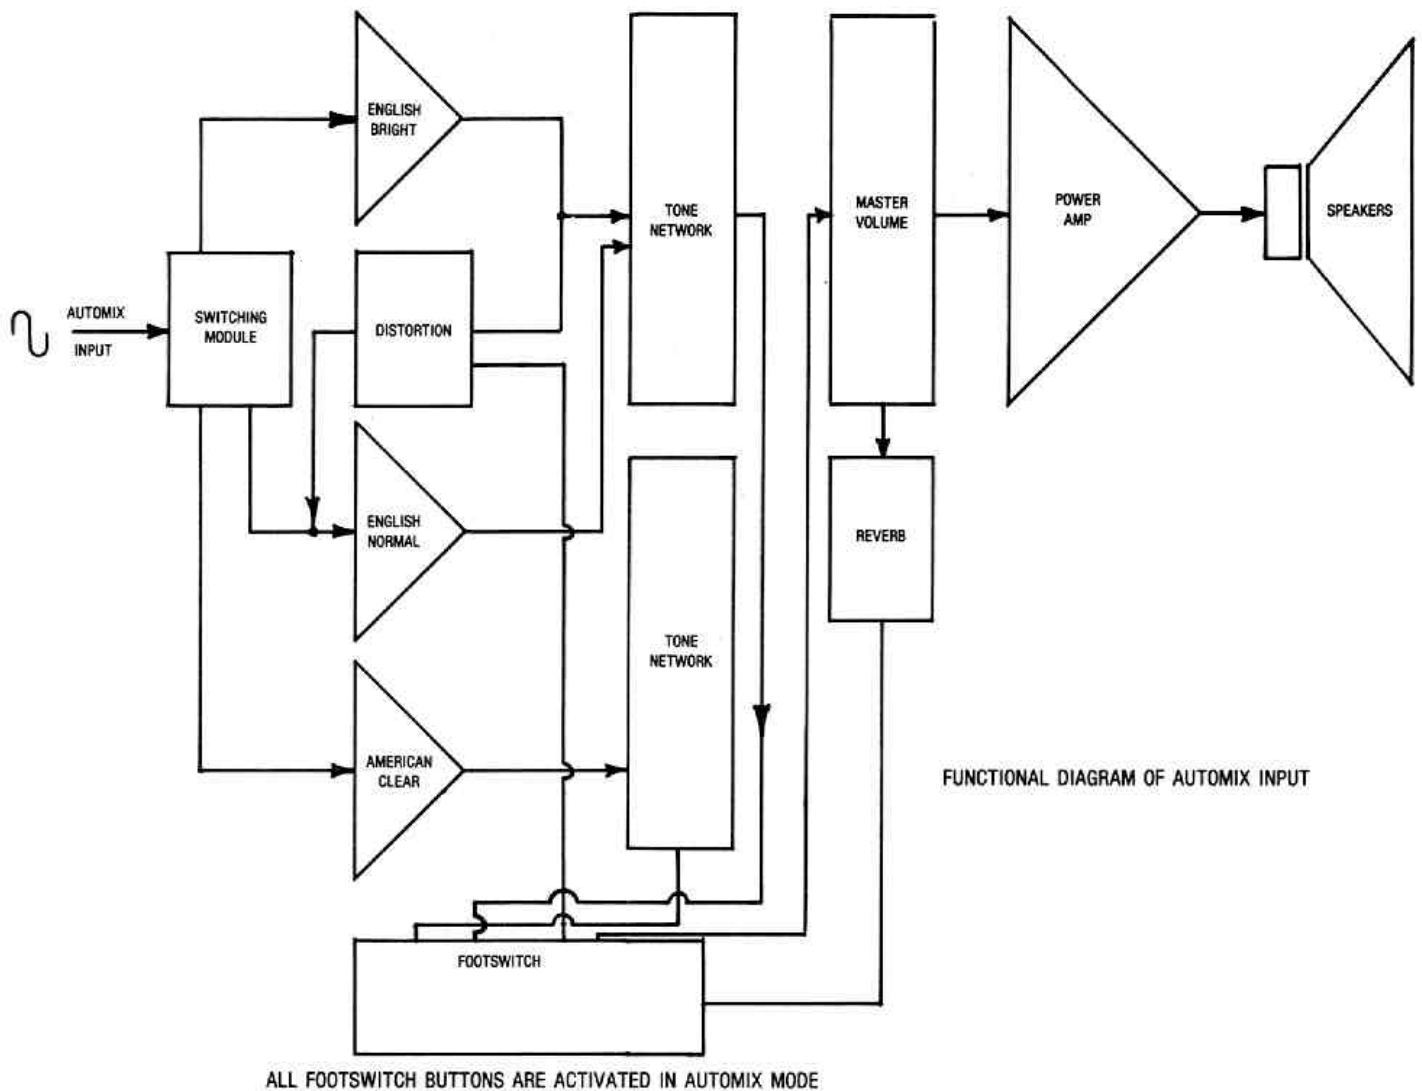 ENGLISH
BRIGHT
TONE
NETWORK
MASTER
VOLUME
POWER
AMP
SPEAKERS
AUTOMIX
INPUT
SWITCHING
MODULE
DISTORTION
ENGLISH
NORMAL
REVERB
TONE
NETWORK
AMERICAN
CLEAR
FUNCTIONAL DIAGRAM OF AUTOMIX INPUT
FOOTSWITCH
ALL FOOTSWITCH BUTTONS ARE ACTIVATED IN AUTOMIX MODE